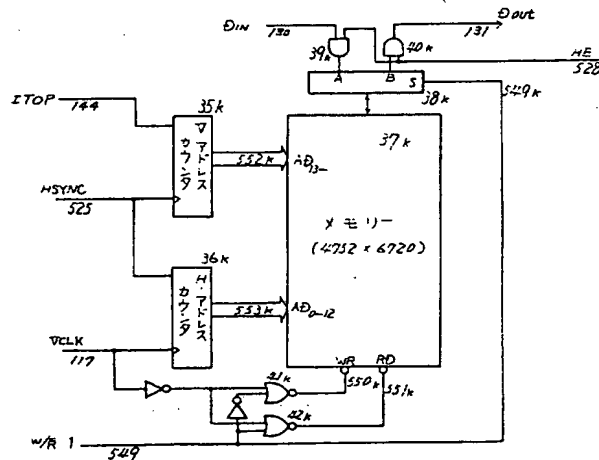 DIN
130
DOUT
131
39k
40k
HE
528
A
B
S
38k
549k
ITOP
144
35k
V アドレス
カウンタ
552k
AD13-
37k
HSYNC
525
メモリー
(4752×6720)
36k
H・アドレス
カウンタ
553k
AD0-12
VCLK
117
WR
RD
41k
550k
551k
42k
W/R 1
549